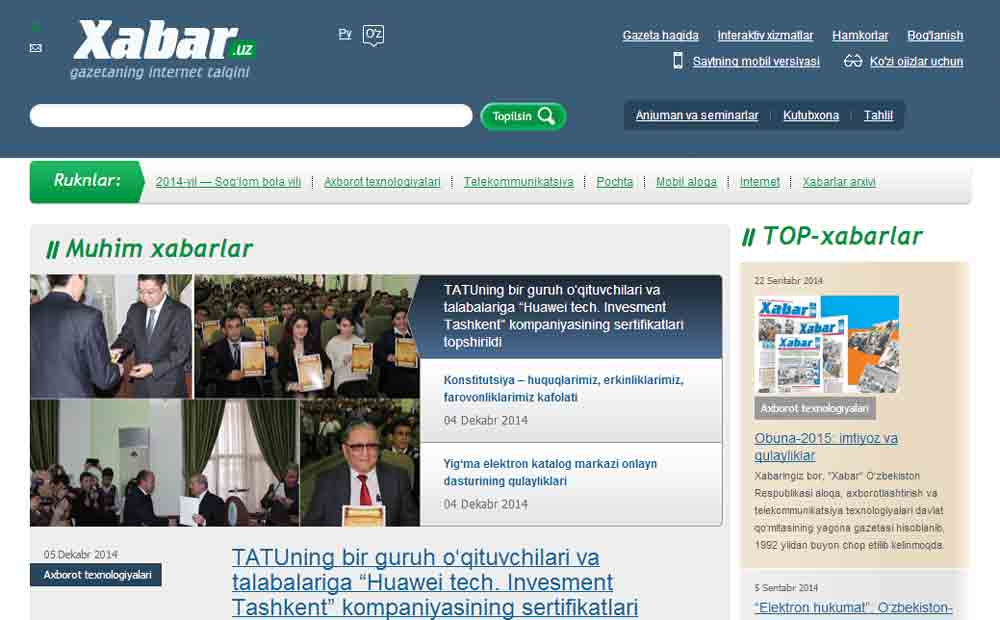 Xabar.uz
gazetaning internet talqini
Ру
O'z
Gazeta haqida
Interaktiv xizmatlar
Hamkorlar
Bog'lanish
Saytning mobil versiyasi
Ko'zi ojizlar uchun
Topilsin
Anjuman va seminarlar
Kutubxona
Tahlil
Ruknlar:
2014-yil — Sog'lom bola yili
Axborot texnologiyalari
Telekommunikatsiya
Pochta
Mobil aloqa
Internet
Xabarlar arxivi
Muhim xabarlar
TATUning bir guruh o‘qituvchilari va
talabalariga “Huawei tech. Invesment
Tashkent” kompaniyasining sertifikatlari
topshirildi
Konstitutsiya – huquqlarimiz, erkinliklarimiz,
farovonliklarimiz kafolati
04 Dekabr 2014
Yig‘ma elektron katalog markazi onlayn
dasturining qulayliklari
04 Dekabr 2014
05 Dekabr 2014
Axborot texnologiyalari
TATUning bir guruh o‘qituvchilari va
talabalariga “Huawei tech. Invesment
Tashkent” kompaniyasining sertifikatlari
TOP-xabarlar
22 Sentabr 2014
Xabar
Xabar
Xabar
Axborot texnologiyalari
Obuna-2015: imtiyoz va
qulayliklar
Xabaringiz bor, "Xabar" O‘zbekiston
Respublikasi aloqa, axborotlashtirish va
telekommunikatsiya texnologiyalari davlat
qo‘mitasining yagona gazetasi hisoblanib,
1992 yildan buyon chop etilib kelinmoqda.
5 Sentabr 2014
“Elektron hukumat”: O‘zbekiston-